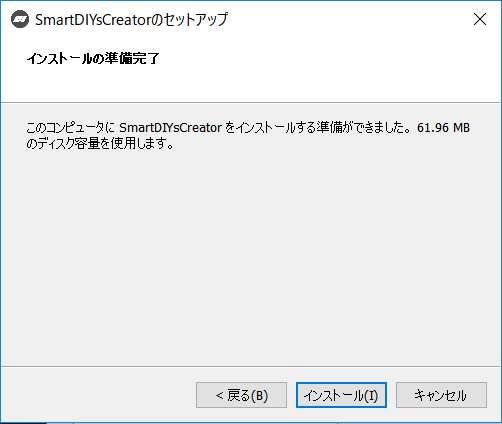 SmartDIYsCreatorのセットアップ
インストールの準備完了
このコンピュータに SmartDIYsCreator をインストールする準備ができました。 61.96 MB
のディスク容量を使用します。
< 戻る(B)
インストール(I)
キャンセル